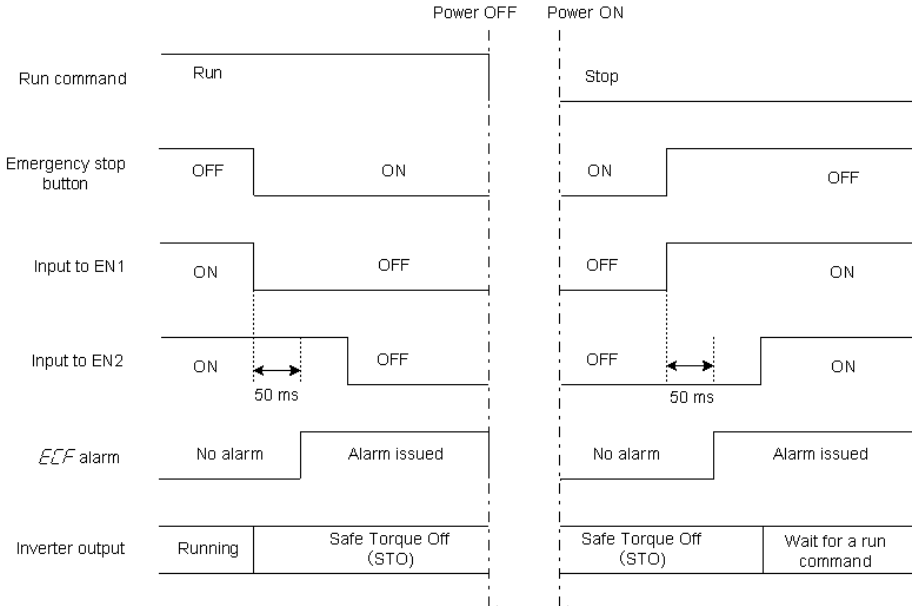 Power OFF Power ON
Run command Run Stop
Emergency stop
button
OFF ON ON OFF
Input to EN1 ON OFF OFF ON
Input to EN2 ON OFF OFF ON
50 ms 50 ms
ECF alarm No alarm Alarm issued No alarm Alarm issued
Inverter output Running Safe Torque Off
(STO)
Safe Torque Off
(STO)
Wait for a run
command